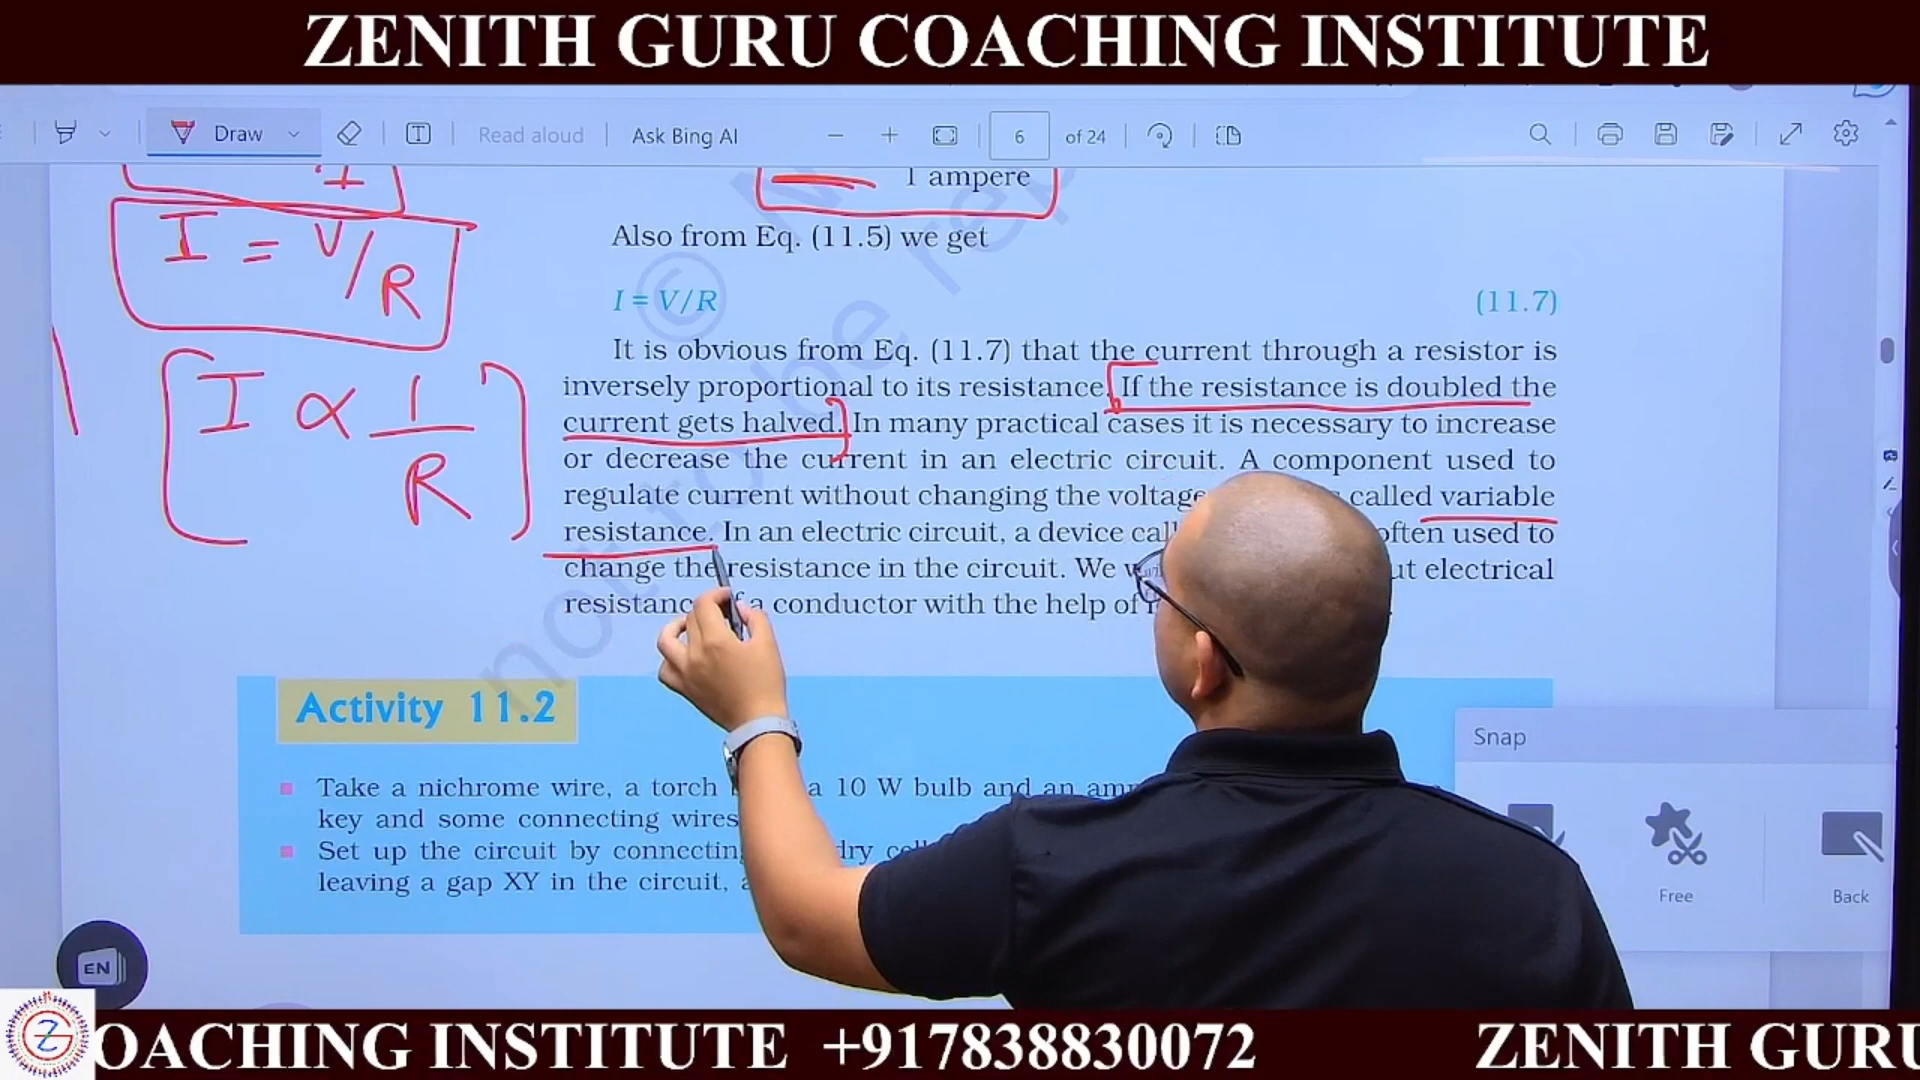 ZENITH GURU COACHING INSTITUTE
Draw T Read aloud Ask Bing AI 6 of 24
I
I = V/R
I ∝ 1/R
1 ampere
Also from Eq. (11.5) we get
I = V/R (11.7)
It is obvious from Eq. (11.7) that the current through a resistor is
inversely proportional to its resistance. If the resistance is doubled the
current gets halved. In many practical cases it is necessary to increase
or decrease the current in an electric circuit. A component used to
regulate current without changing the voltage called variable
resistance. In an electric circuit, a device often used to
change the resistance in the circuit. We electrical
resistance a conductor with the help of
not to be rep
Activity 11.2
Take a nichrome wire, a torch a 10 W bulb and an
key and some connecting wires
Set up the circuit by connecting dry
leaving a gap XY in the circuit,
Snap
Free Back
EN
Z
OACHING INSTITUTE +917838830072 ZENITH GURU